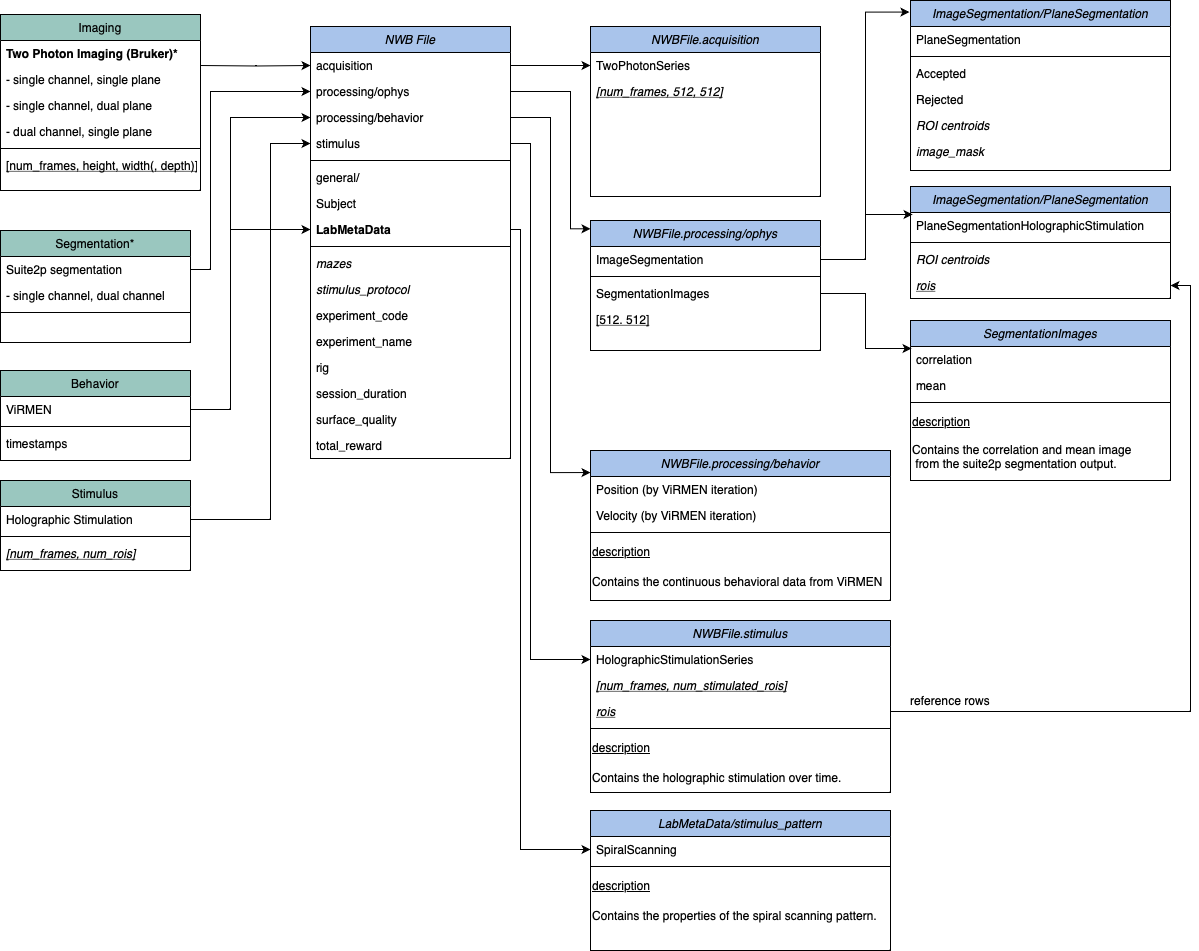 Imaging
Two Photon Imaging (Bruker)*
- single channel, single plane
- single channel, dual plane
- dual channel, single plane
[num_frames, height, width(, depth)]
Segmentation*
Suite2p segmentation
- single channel, dual channel
Behavior
ViRMEN
timestamps
Stimulus
Holographic Stimulation
[num_frames, num_rois]
NWB File
acquisition
processing/ophys
processing/behavior
stimulus
general/
Subject
LabMetaData
mazes
stimulus_protocol
experiment_code
experiment_name
rig
session_duration
surface_quality
total_reward
NWBFile.acquisition
TwoPhotonSeries
[num_frames, 512, 512]
NWBFile.processing/ophys
ImageSegmentation
SegmentationImages
[512. 512]
NWBFile.processing/behavior
Position (by ViRMEN iteration)
Velocity (by ViRMEN iteration)
description
Contains the continuous behavioral data from ViRMEN
NWBFile.stimulus
HolographicStimulationSeries
[num_frames, num_stimulated_rois]
rois
description
Contains the holographic stimulation over time.
LabMetaData/stimulus_pattern
SpiralScanning
description
Contains the properties of the spiral scanning pattern.
ImageSegmentation/PlaneSegmentation
PlaneSegmentation
Accepted
Rejected
ROI centroids
image_mask
ImageSegmentation/PlaneSegmentation
PlaneSegmentationHolographicStimulation
ROI centroids
rois
SegmentationImages
correlation
mean
description
Contains the correlation and mean image
from the suite2p segmentation output.
reference rows